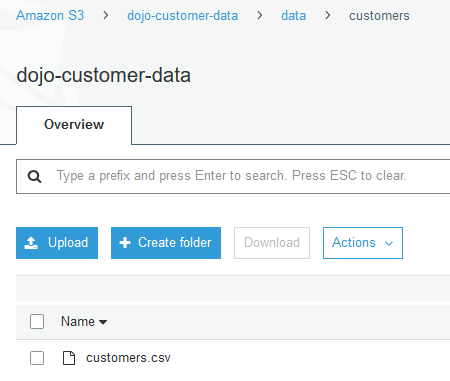 Amazon S3 > dojo-customer-data > data > customers
dojo-customer-data
Overview
Type a prefix and press Enter to search. Press ESC to clear.
Upload Create folder Download Actions
Name
customers.csv